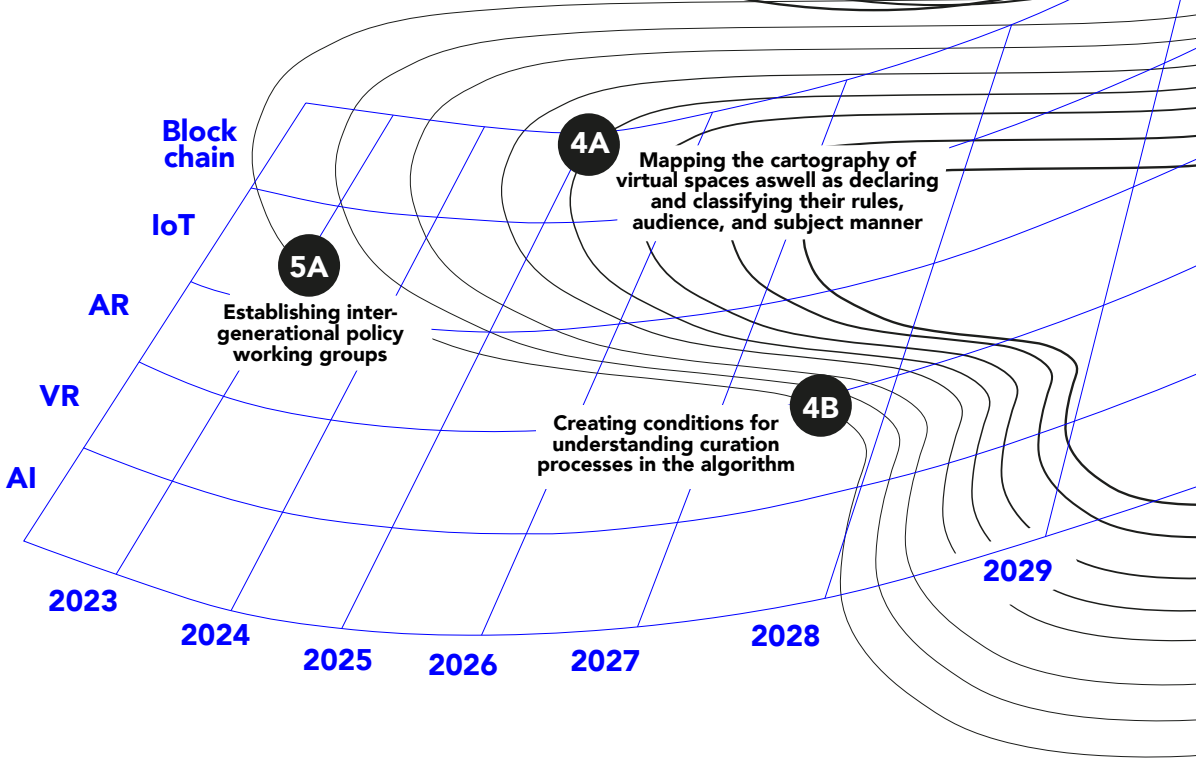 Block
chain
IoT
AR
VR
AI
4A
Mapping the cartography of
virtual spaces aswell as declaring
and classifying their rules,
audience, and subject manner
5A
Establishing inter-
generational policy
working groups
4B
Creating conditions for
understanding curation
processes in the algorithm
2023
2024
2025
2026
2027
2028
2029